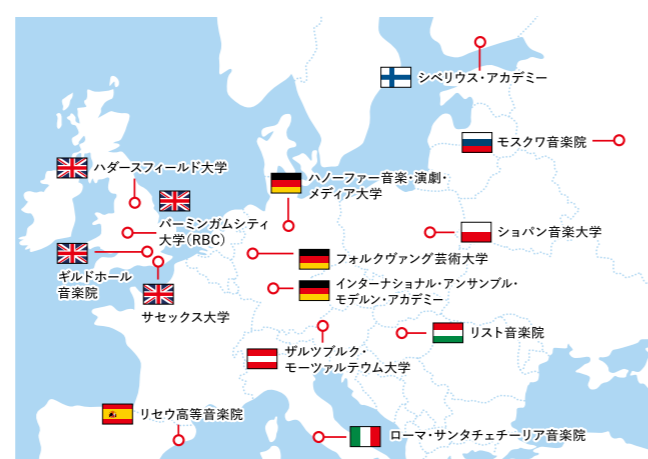 シベリウス・アカデミー
モスクワ音楽院
ハダースフィールド大学
ハノーファー音楽・演劇・
メディア大学
バーミンガムシティ
大学(RBC)
ショパン音楽大学
フォルクヴァング芸術大学
ギルドホール
音楽院
インターナショナル・アンサンブル・
モデルン・アカデミー
サセックス大学
リスト音楽院
ザルツブルク・
モーツァルテウム大学
リセウ高等音楽院
ローマ・サンタチェチーリア音楽院